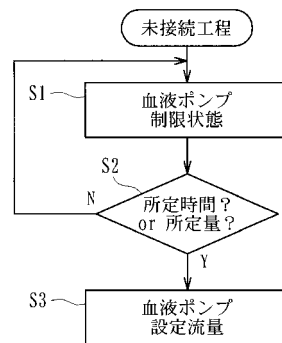 未接続工程
S1
血液ポンプ
制限状態
S2
N
所定時間?
or 所定量?
Y
S3
血液ポンプ
設定流量